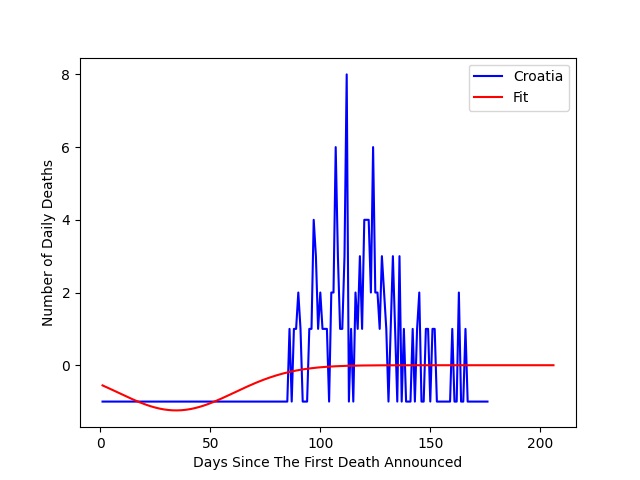 Croatia
Fit
Number of Daily Deaths
8
6
4
2
0
0
50
100
150
200
Days Since The First Death Announced